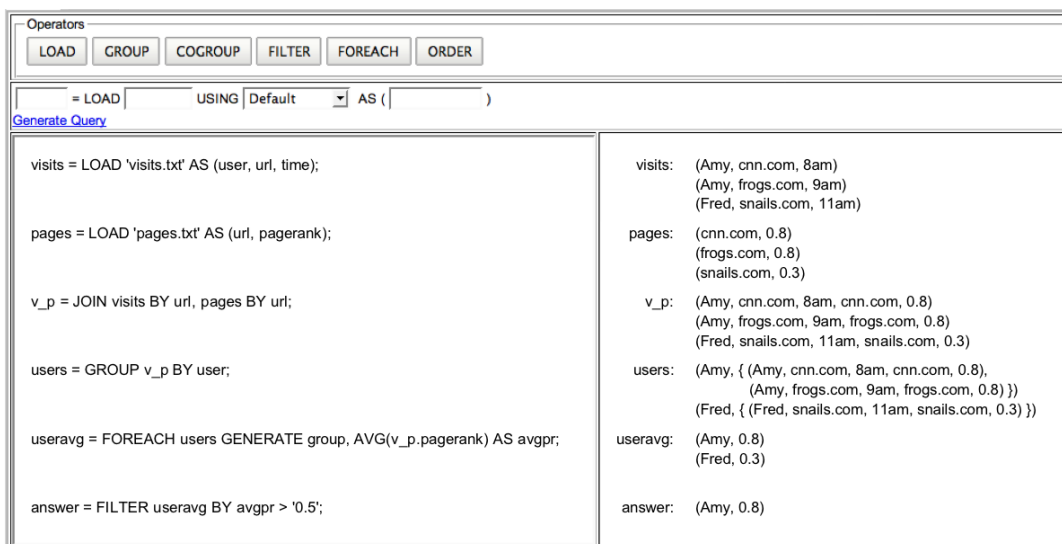 Operators
LOAD GROUP COGROUP FILTER FOREACH ORDER
= LOAD USING Default AS ( )
Generate Query
visits = LOAD 'visits.txt' AS (user, url, time);
visits: (Amy, cnn.com, 8am)
(Amy, frogs.com, 9am)
(Fred, snails.com, 11am)
pages = LOAD 'pages.txt' AS (url, pagerank);
pages: (cnn.com, 0.8)
(frogs.com, 0.8)
(snails.com, 0.3)
v_p = JOIN visits BY url, pages BY url;
v_p: (Amy, cnn.com, 8am, cnn.com, 0.8)
(Amy, frogs.com, 9am, frogs.com, 0.8)
(Fred, snails.com, 11am, snails.com, 0.3)
users = GROUP v_p BY user;
users: (Amy, { (Amy, cnn.com, 8am, cnn.com, 0.8),
(Amy, frogs.com, 9am, frogs.com, 0.8) })
(Fred, { (Fred, snails.com, 11am, snails.com, 0.3) })
useravg = FOREACH users GENERATE group, AVG(v_p.pagerank) AS avgpr;
useravg: (Amy, 0.8)
(Fred, 0.3)
answer = FILTER useravg BY avgpr > '0.5';
answer: (Amy, 0.8)